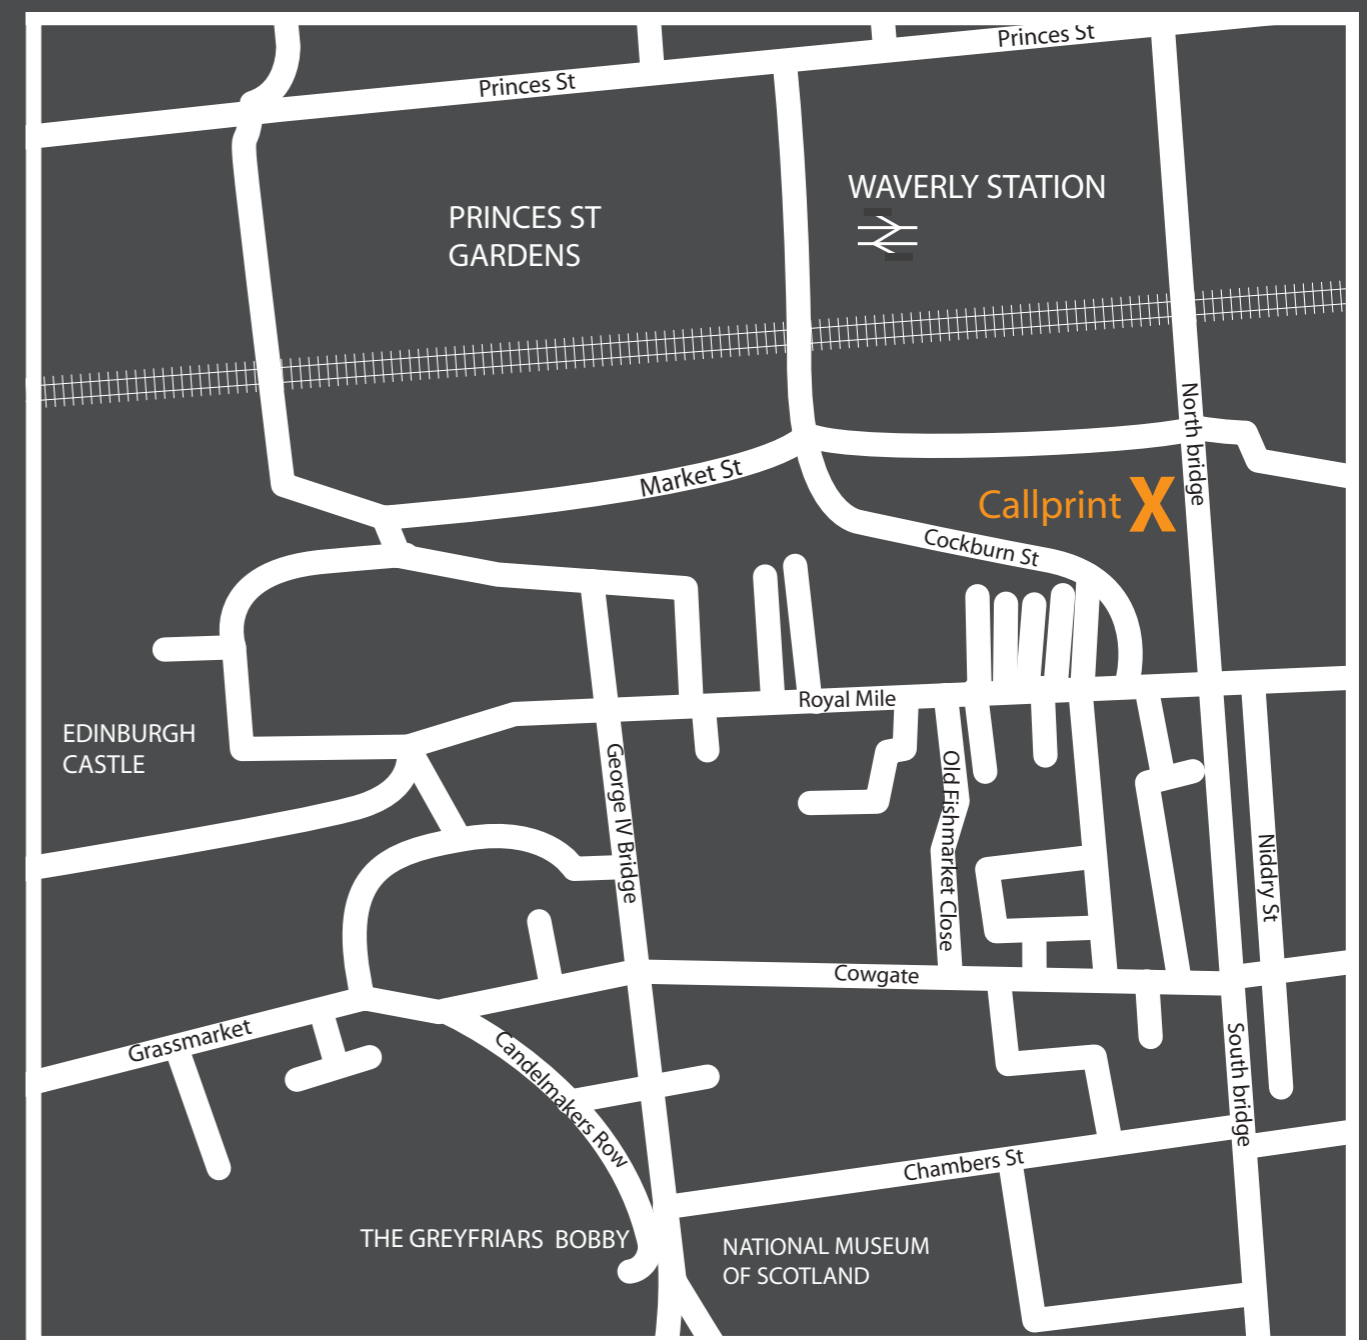 Princes St
Princes St
WAVERLY STATION
PRINCES ST
GARDENS
North bridge
Market St
Callprint X
Cockburn St
Royal Mile
EDINBURGH
CASTLE
George IV Bridge
Old Fishmarket Close
Niddry St
Cowgate
Grassmarket
Candelmakers Row
South bridge
Chambers St
THE GREYFRIARS BOBBY
NATIONAL MUSEUM
OF SCOTLAND